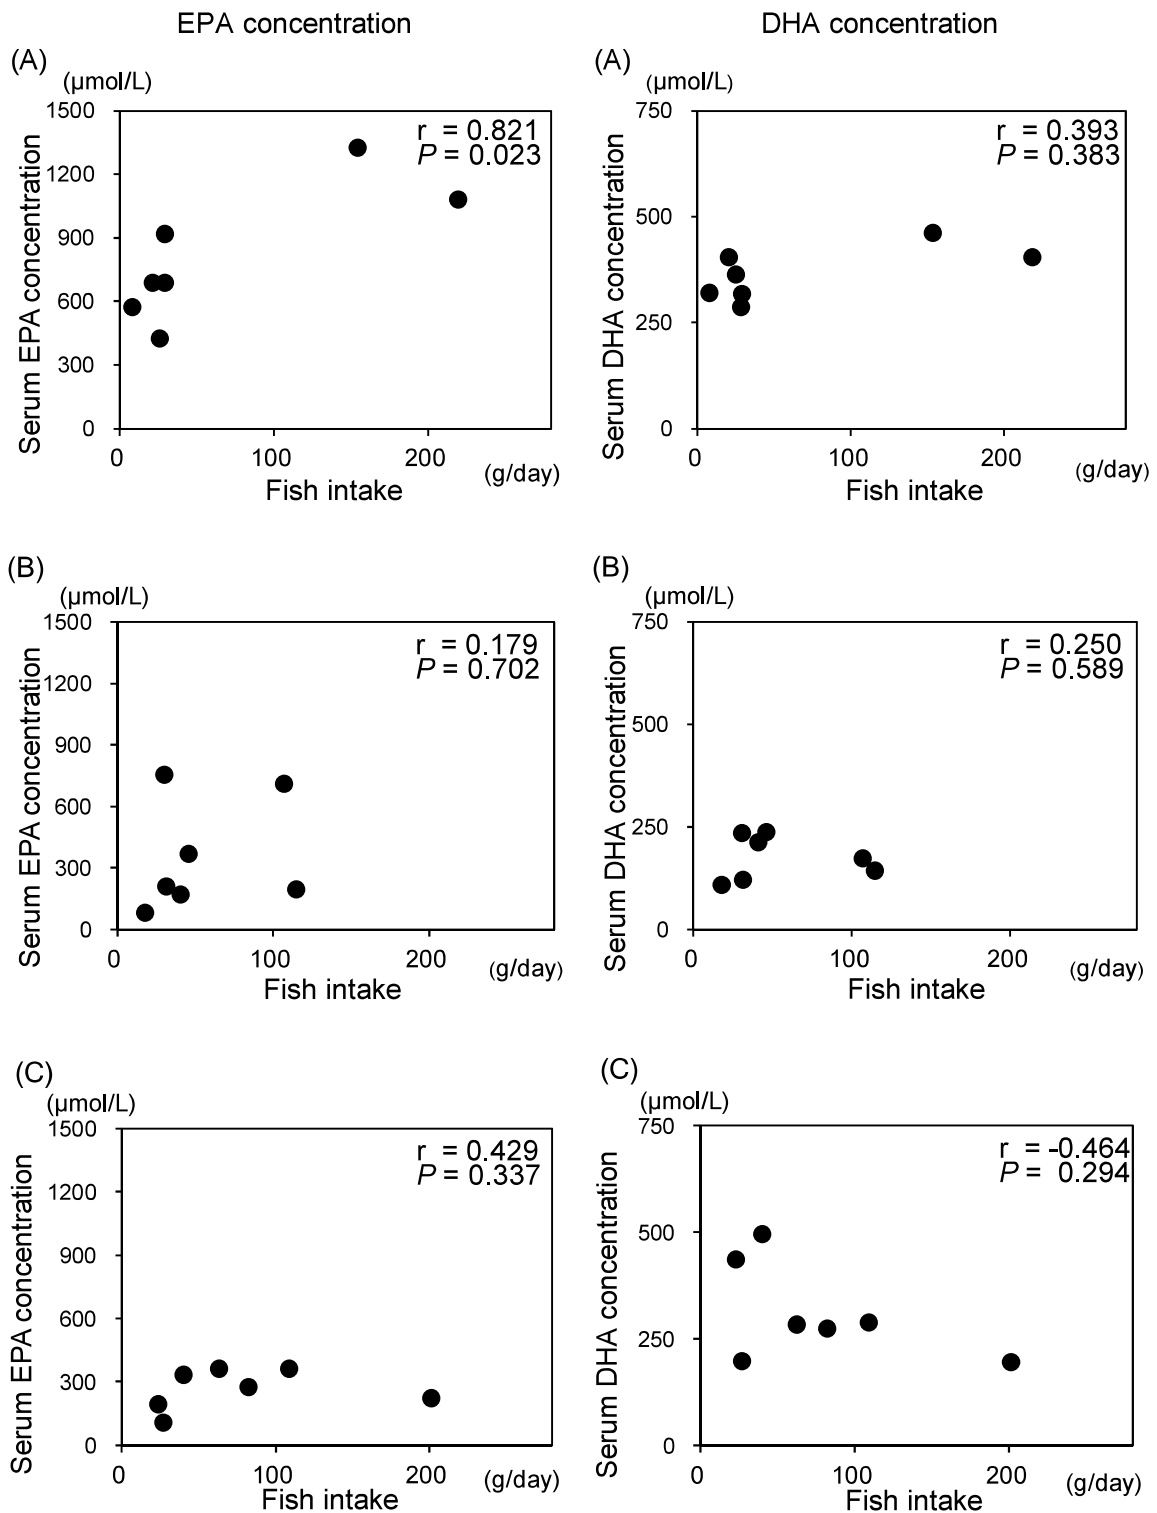 EPA concentration
DHA concentration
(A)
(µmol/L)
Serum EPA concentration
1500
1200
900
600
300
0
r = 0.821
P = 0.023
0 100 200
(g/day)
Fish intake
(A)
(µmol/L)
Serum DHA concentration
750
500
250
0
r = 0.393
P = 0.383
0 100 200
(g/day)
Fish intake
(B)
(µmol/L)
Serum EPA concentration
1500
1200
900
600
300
0
r = 0.179
P = 0.702
0 100 200
(g/day)
Fish intake
(B)
(µmol/L)
Serum DHA concentration
750
500
250
0
r = 0.250
P = 0.589
0 100 200
(g/day)
Fish intake
(C)
(µmol/L)
Serum EPA concentration
1500
1200
900
600
300
0
r = 0.429
P = 0.337
0 100 200
(g/day)
Fish intake
(C)
(µmol/L)
Serum DHA concentration
750
500
250
0
r = -0.464
P = 0.294
0 100 200
(g/day)
Fish intake